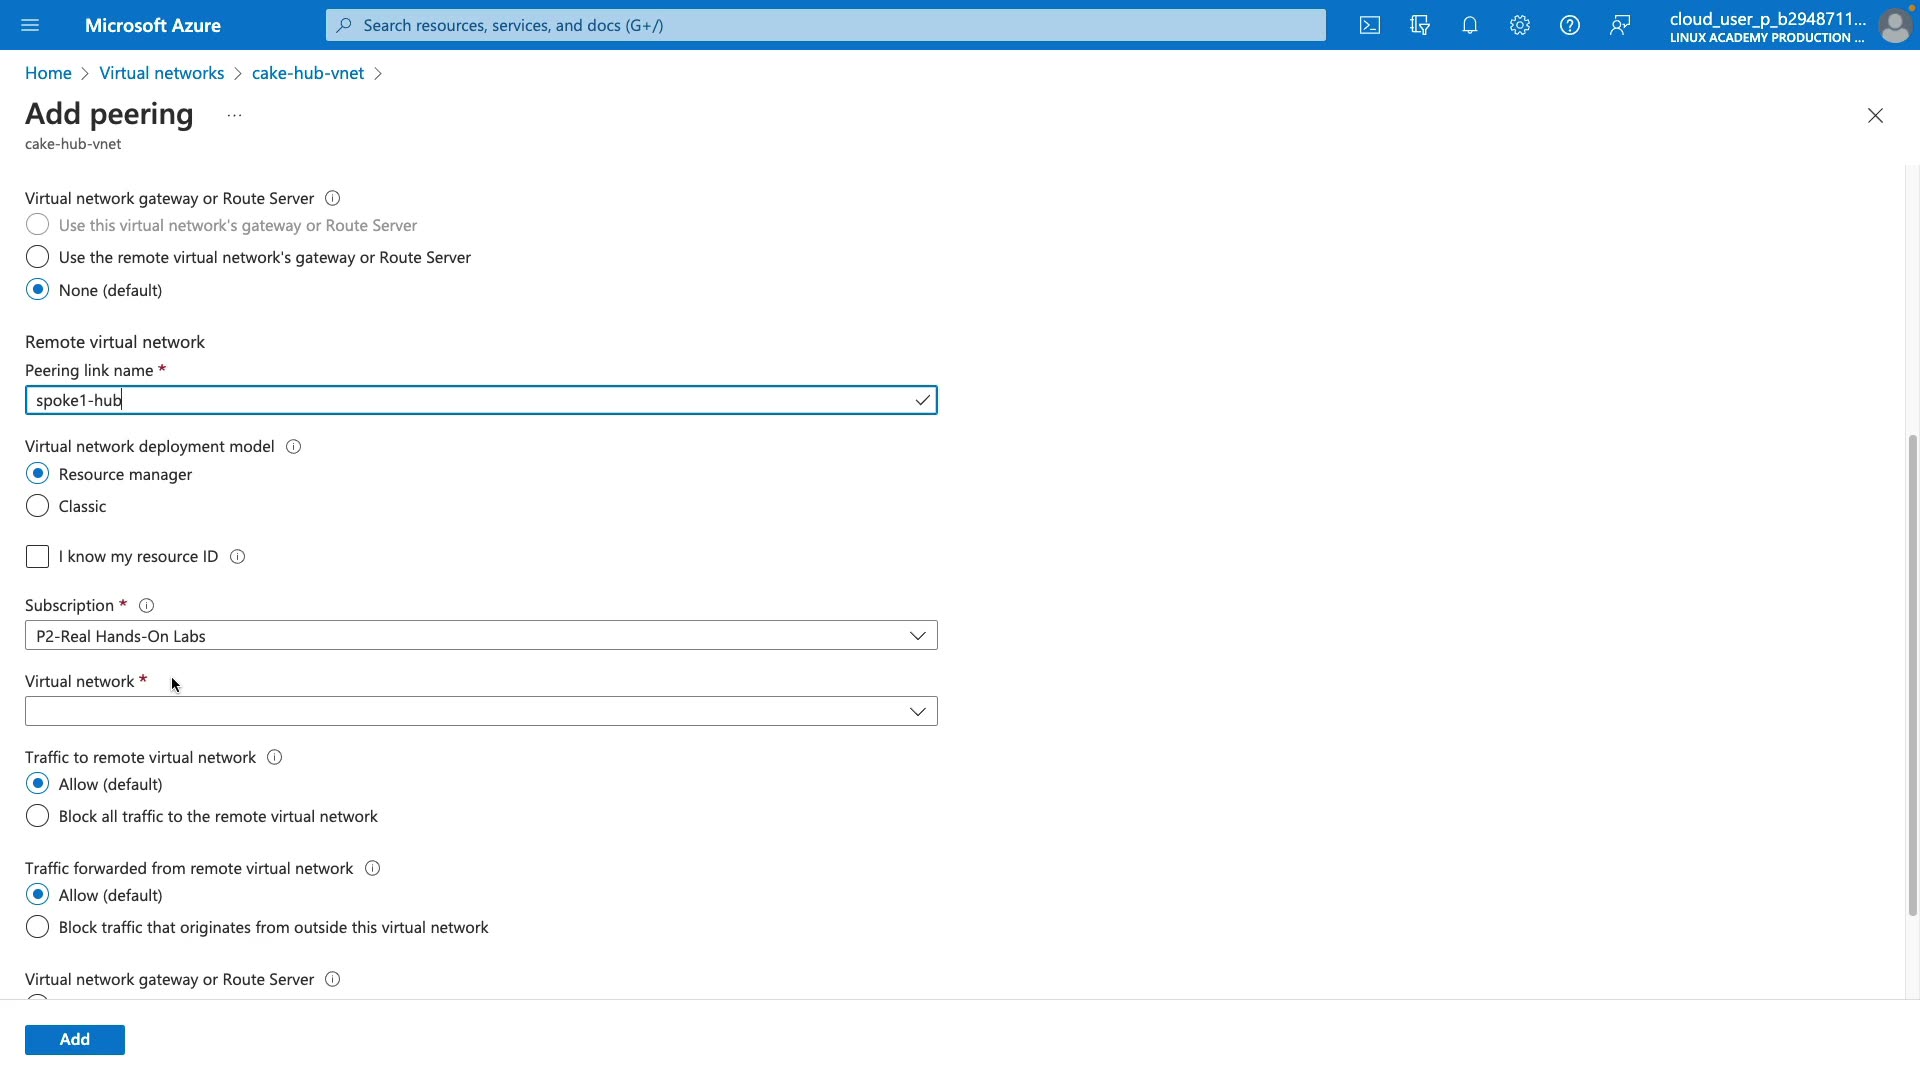 Microsoft Azure
Search resources, services, and docs (G+/)
cloud_user_p_b2948711...
LINUX ACADEMY PRODUCTION ...
Home > Virtual networks > cake-hub-vnet >
Add peering ...
cake-hub-vnet
Virtual network gateway or Route Server
Use this virtual network's gateway or Route Server
Use the remote virtual network's gateway or Route Server
None (default)
Remote virtual network
Peering link name *
spoke1-hub
Virtual network deployment model
Resource manager
Classic
I know my resource ID
Subscription *
P2-Real Hands-On Labs
Virtual network *
Traffic to remote virtual network
Allow (default)
Block all traffic to the remote virtual network
Traffic forwarded from remote virtual network
Allow (default)
Block traffic that originates from outside this virtual network
Virtual network gateway or Route Server
Add